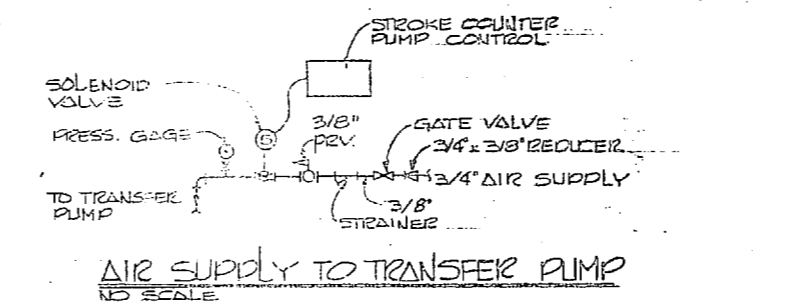 STROKE COUNTER
PUMP CONTROL
SOLENOID
VALVE
PRESS. GAGE
S
3/8"
PRV.
GATE VALVE
3/4" x 3/8" REDUCER
3/4" AIR SUPPLY
TO TRANSFER
PUMP
3/8"
STRAINER
AIR SUPPLY TO TRANSFER PUMP
NO SCALE